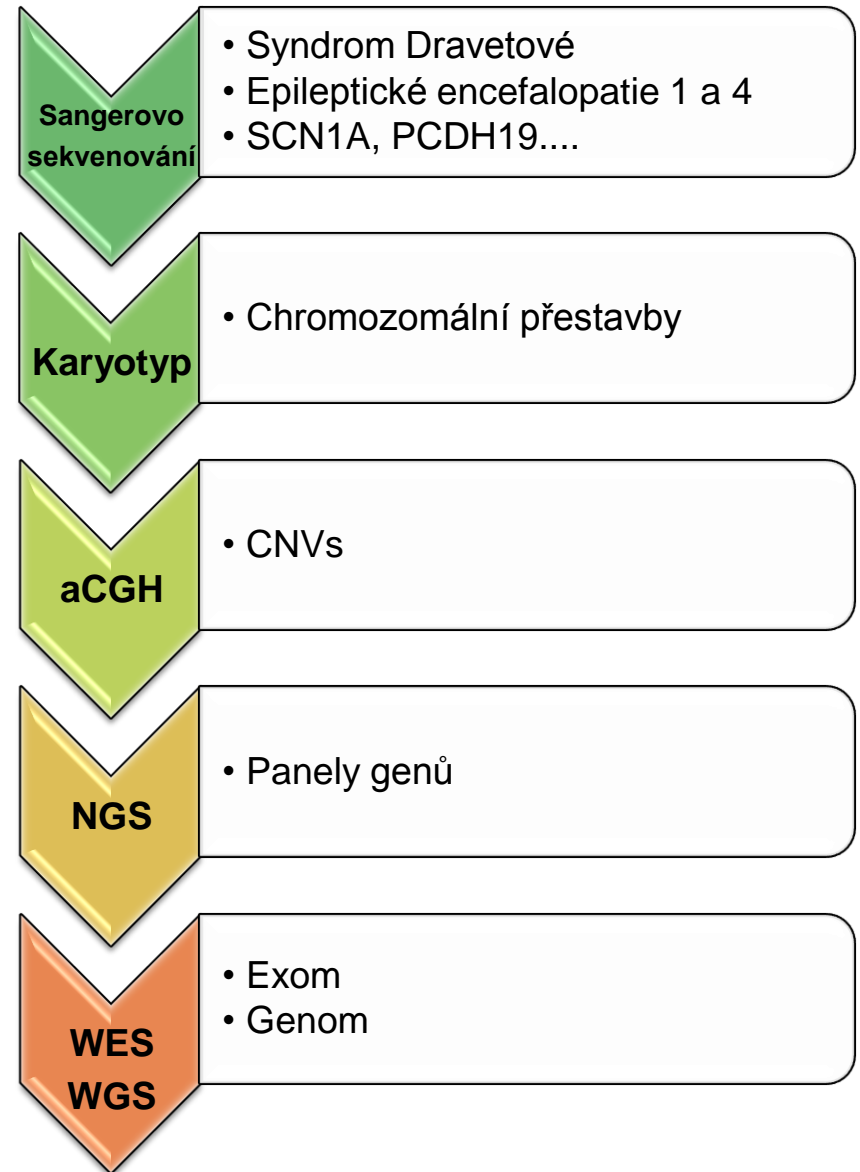 Sangerovo
sekvenování
• Syndrom Dravetové
• Epileptické encefalopatie 1 a 4
• SCN1A, PCDH19....
Karyotyp
• Chromozomální přestavby
aCGH
• CNVs
NGS
• Panely genů
WES
WGS
• Exom
• Genom